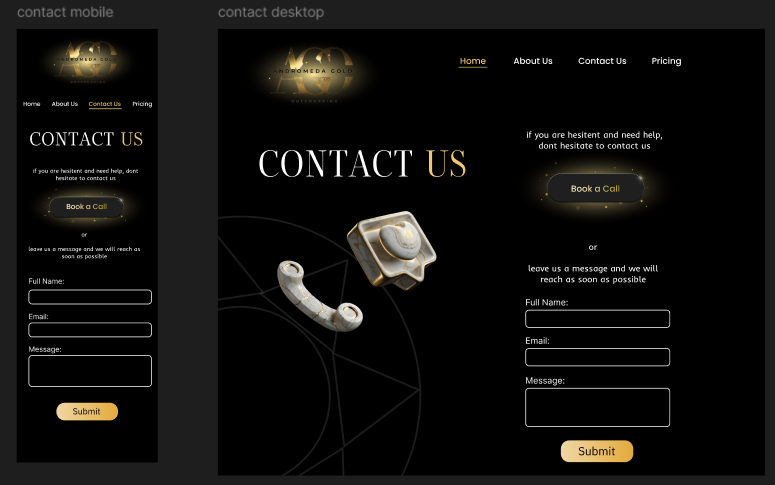 contact mobile
AGO
ANDROMEDA GOLD
OUTSOURCING
Home About Us Contact Us Pricing
CONTACT US
if you are hesitent and need help, dont
hesitate to contact us
Book a Call
or
leave us a message and we will reach as
soon as possible
Full Name:
Email:
Message:
Submit
contact desktop
AGO
ANDROMEDA GOLD
OUTSOURCING
Home About Us Contact Us Pricing
CONTACT US
if you are hesitent and need help,
dont hesitate to contact us
Book a Call
or
leave us a message and we will
reach as soon as possible
Full Name:
Email:
Message:
Submit